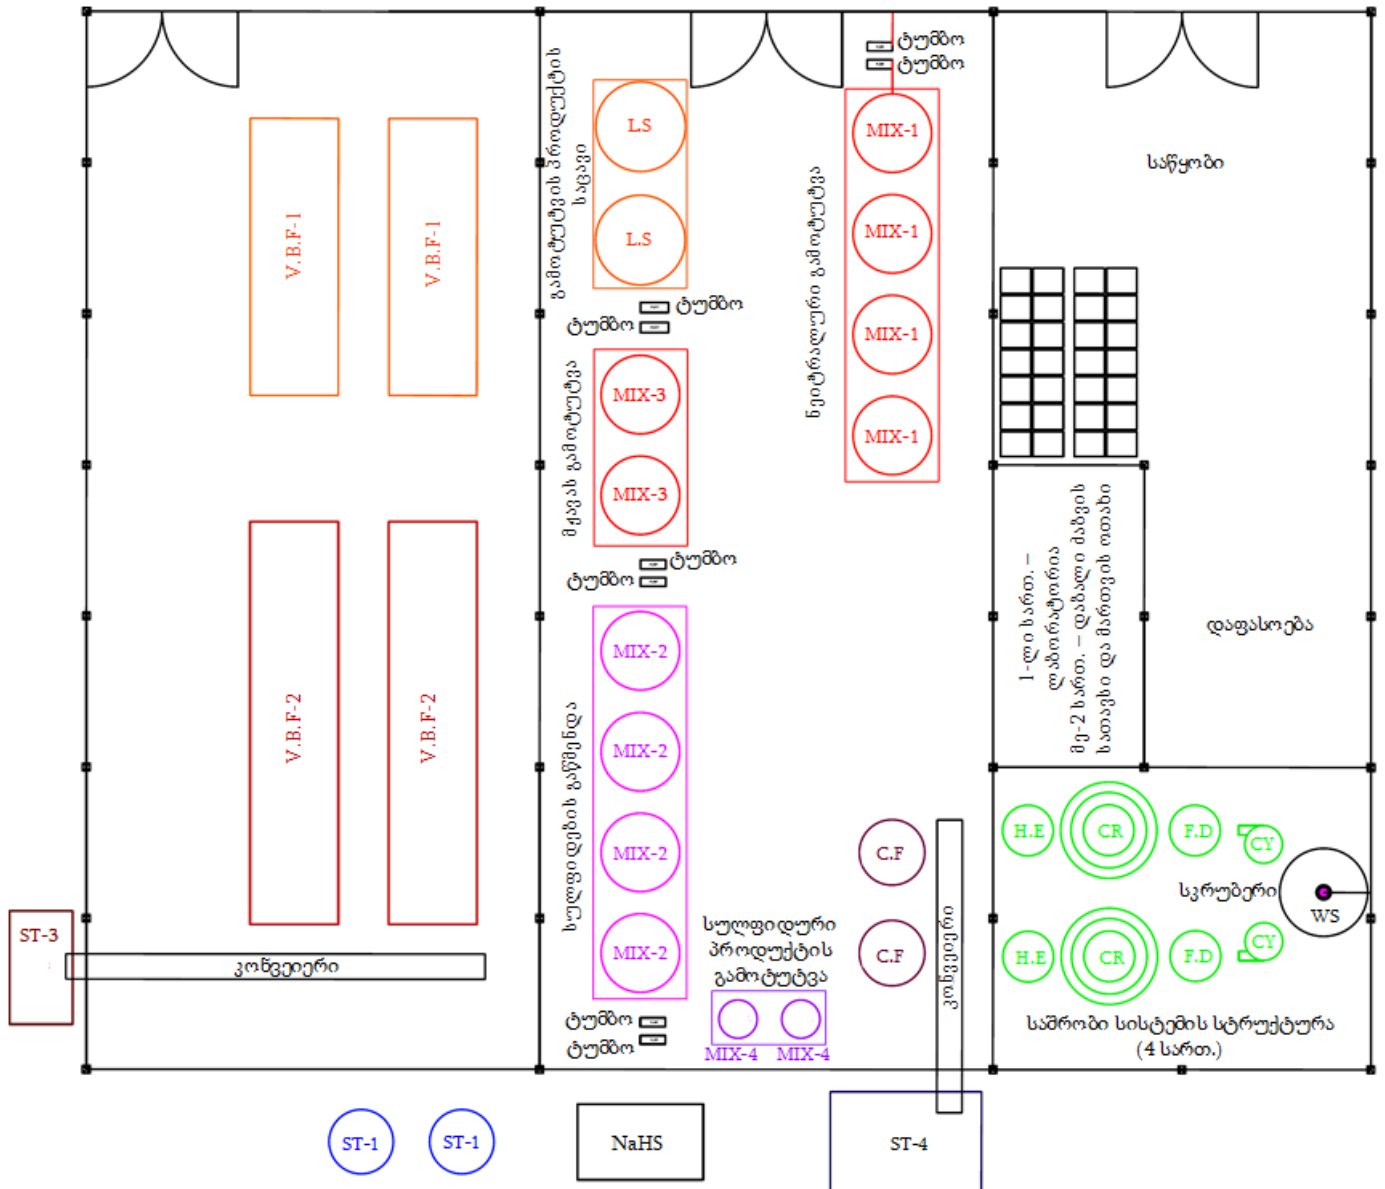 ტუმბო
ტუმბო
გამოტუტვის პროდუქტის
საცავი
L.S
L.S
MIX-1
MIX-1
MIX-1
MIX-1
ნეიტრალური გამოტუტვა
საწყობი
V.B.F-1
V.B.F-1
ტუმბო
ტუმბო
მჟავას გამოტუტვა
MIX-3
MIX-3
ტუმბო
ტუმბო
1-ლი სართ. –
ლაბორატორია
მე-2 სართ. – დაბალი ძაბვის
სათავსი და მართვის ოთახი
დაფასოება
სულფიდების გაწმენდა
MIX-2
MIX-2
MIX-2
MIX-2
V.B.F-2
V.B.F-2
C.F
C.F
კონვეიერი
H.E
CR
F.D
CY
სკრუბერი
WS
H.E
CR
F.D
CY
საშრობი სისტემის სტრუქტურა
(4 სართ.)
ST-3
კონვეიერი
სულფიდური
პროდუქტის
გამოტუტვა
MIX-4
MIX-4
ტუმბო
ტუმბო
ST-1
ST-1
NaHS
ST-4